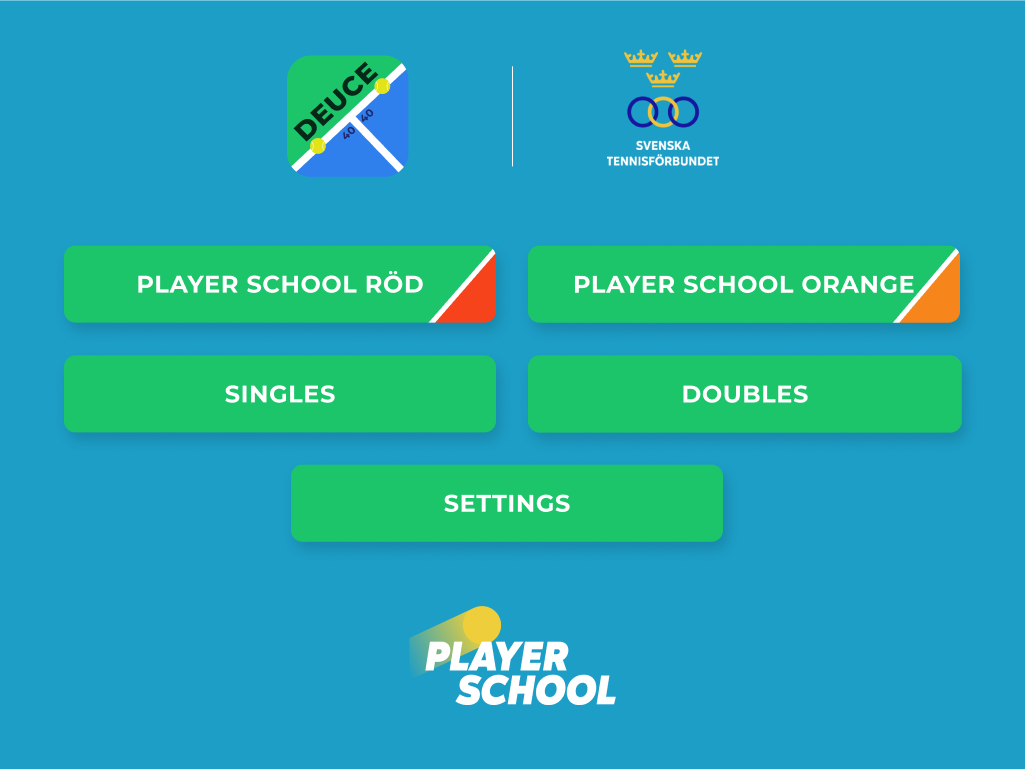 DEUCE
40 40
SVENSKA
TENNISFÖRBUNDET
PLAYER SCHOOL RÖD
PLAYER SCHOOL ORANGE
SINGLES
DOUBLES
SETTINGS
PLAYER
SCHOOL